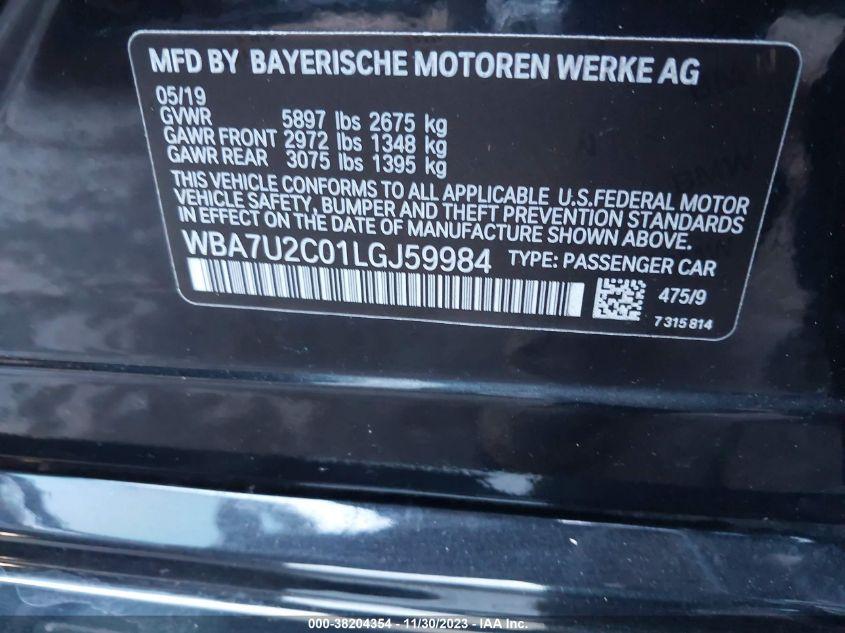 MFD BY BAYERISCHE MOTOREN WERKE AG
05/19
GVWR 5897 lbs 2675 kg
GAWR FRONT 2972 lbs 1348 kg
GAWR REAR 3075 lbs 1395 kg
THIS VEHICLE CONFORMS TO ALL APPLICABLE U.S.FEDERAL MOTOR
VEHICLE SAFETY, BUMPER AND THEFT PREVENTION STANDARDS
IN EFFECT ON THE DATE OF MANUFACTURE SHOWN ABOVE.
WBA7U2C01LGJ59984 TYPE: PASSENGER CAR
475/9
7315814
000-38204354 - 11/30/2023 - IAA Inc.